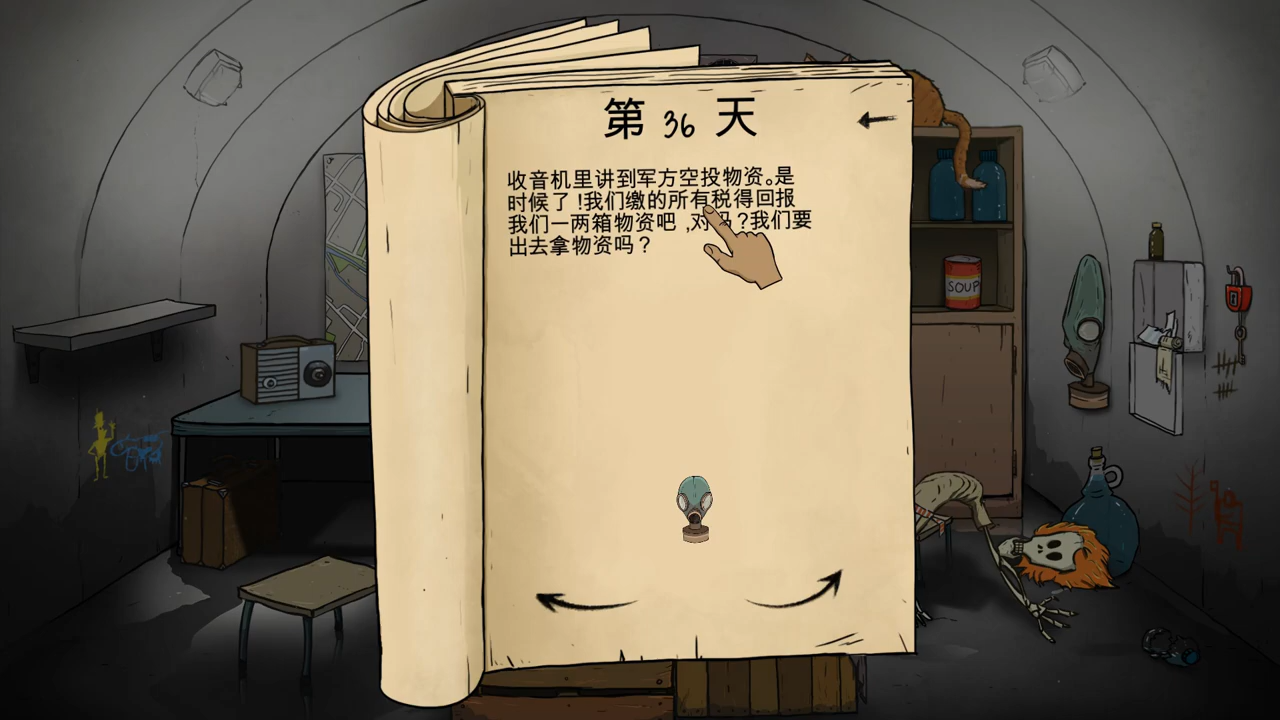 第 36 天
收音机里讲到军方空投物资。是
时候了！我们缴的所有税得回报
我们一两箱物资吧，对吗？我们要
出去拿物资吗？
SOUP